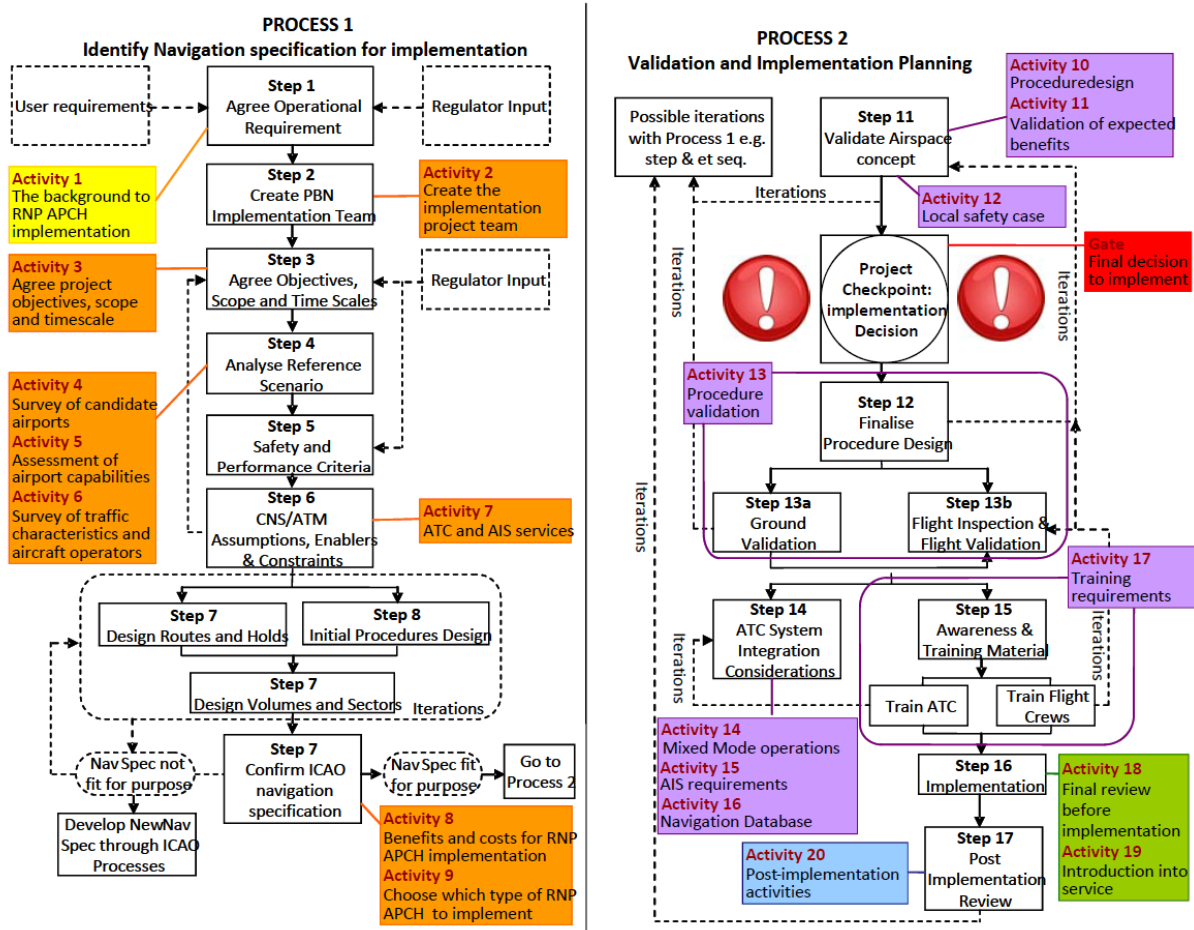 PROCESS 1
Identify Navigation specification for implementation
User requirements
Step 1
Agree Operational
Requirement
Regulator Input
Activity 1
The background to
RNP APCH
implementation
Step 2
Create PBN
Implementation Team
Activity 2
Create the
implementation
project team
Activity 3
Agree project
objectives, scope
and timescale
Step 3
Agree Objectives,
Scope and Time Scales
Regulator Input
Step 4
Analyse Reference
Scenario
Activity 4
Survey of candidate
airports
Activity 5
Assessment of
airport capabilities
Activity 6
Survey of traffic
characteristics and
aircraft operators
Step 5
Safety and
Performance Criteria
Step 6
CNS/ATM
Assumptions, Enablers
& Constraints
Activity 7
ATC and AIS services
Step 7
Design Routes and Holds
Step 8
Initial Procedures Design
Step 7
Design Volumes and Sectors
Iterations
Nav Spec not
fit for purpose
Step 7
Confirm ICAO
navigation
specification
Nav Spec fit
for purpose
Go to
Process 2
Develop NewNav
Spec through ICAO
Processes
Activity 8
Benefits and costs for RNP
APCH implementation
Activity 9
Choose which type of RNP
APCH to implement
PROCESS 2
Validation and Implementation Planning
Possible iterations
with Process 1 e.g.
step & et seq.
Step 11
Validate Airspace
concept
Activity 10
Proceduredesign
Activity 11
Validation of expected
benefits
Iterations
Activity 12
Local safety case
Iterations
Project
Checkpoint:
implementation
Decision
Gate
Final decision
to implement
Iterations
Activity 13
Procedure
validation
Step 12
Finalise
Procedure Design
Step 13a
Ground
Validation
Step 13b
Flight Inspection &
Flight Validation
Iterations
Activity 17
Training
requirements
Step 14
ATC System
Integration
Considerations
Step 15
Awareness &
Training Material
Iterations
Iterations
Train ATC
Train Flight
Crews
Activity 14
Mixed Mode operations
Activity 15
AIS requirements
Activity 16
Navigation Database
Step 16
Implementation
Activity 18
Final review
before
implementation
Activity 19
Introduction into
service
Activity 20
Post-implementation
activities
Step 17
Post
Implementation
Review